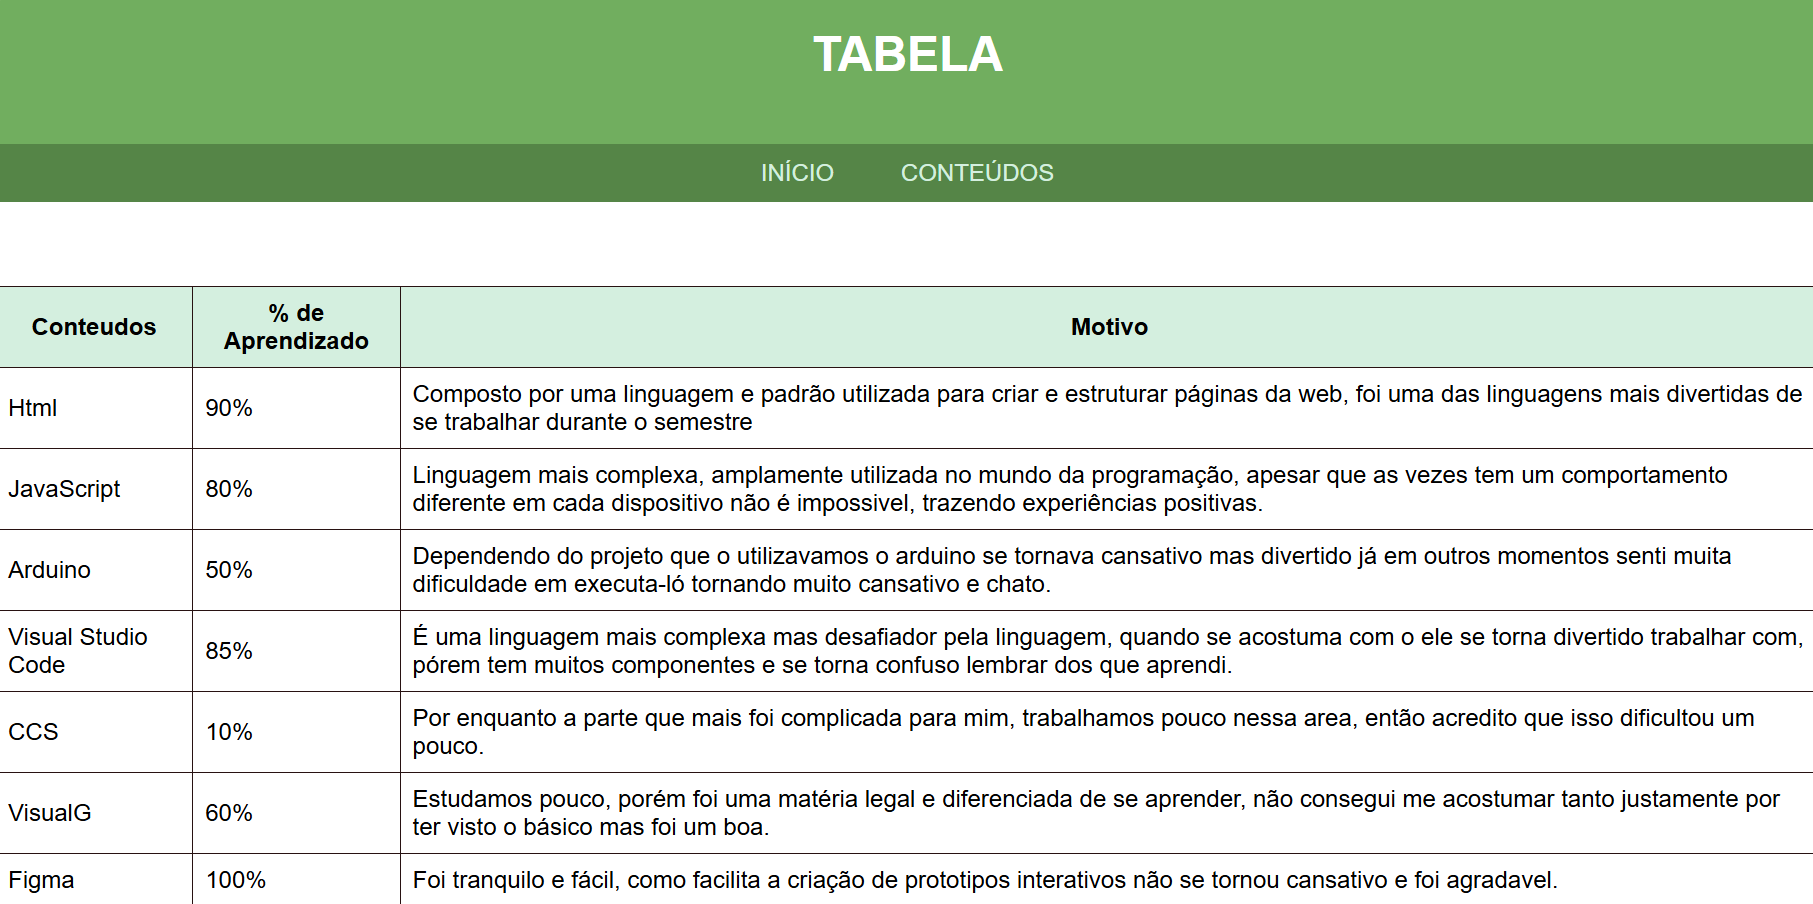 TABELA
INÍCIO CONTEÚDOS
Conteudos
% de
Aprendizado
Motivo
Html
90%
Composto por uma linguagem e padrão utilizada para criar e estruturar páginas da web, foi uma das linguagens mais divertidas de
se trabalhar durante o semestre
JavaScript
80%
Linguagem mais complexa, amplamente utilizada no mundo da programação, apesar que as vezes tem um comportamento
diferente em cada dispositivo não é impossivel, trazendo experiências positivas.
Arduino
50%
Dependendo do projeto que o utilizavamos o arduino se tornava cansativo mas divertido já em outros momentos senti muita
dificuldade em executa-ló tornando muito cansativo e chato.
Visual Studio
Code
85%
É uma linguagem mais complexa mas desafiador pela linguagem, quando se acostuma com o ele se torna divertido trabalhar com,
pórem tem muitos componentes e se torna confuso lembrar dos que aprendi.
CCS
10%
Por enquanto a parte que mais foi complicada para mim, trabalhamos pouco nessa area, então acredito que isso dificultou um
pouco.
VisualG
60%
Estudamos pouco, porém foi uma matéria legal e diferenciada de se aprender, não consegui me acostumar tanto justamente por
ter visto o básico mas foi um boa.
Figma
100%
Foi tranquilo e fácil, como facilita a criação de prototipos interativos não se tornou cansativo e foi agradavel.